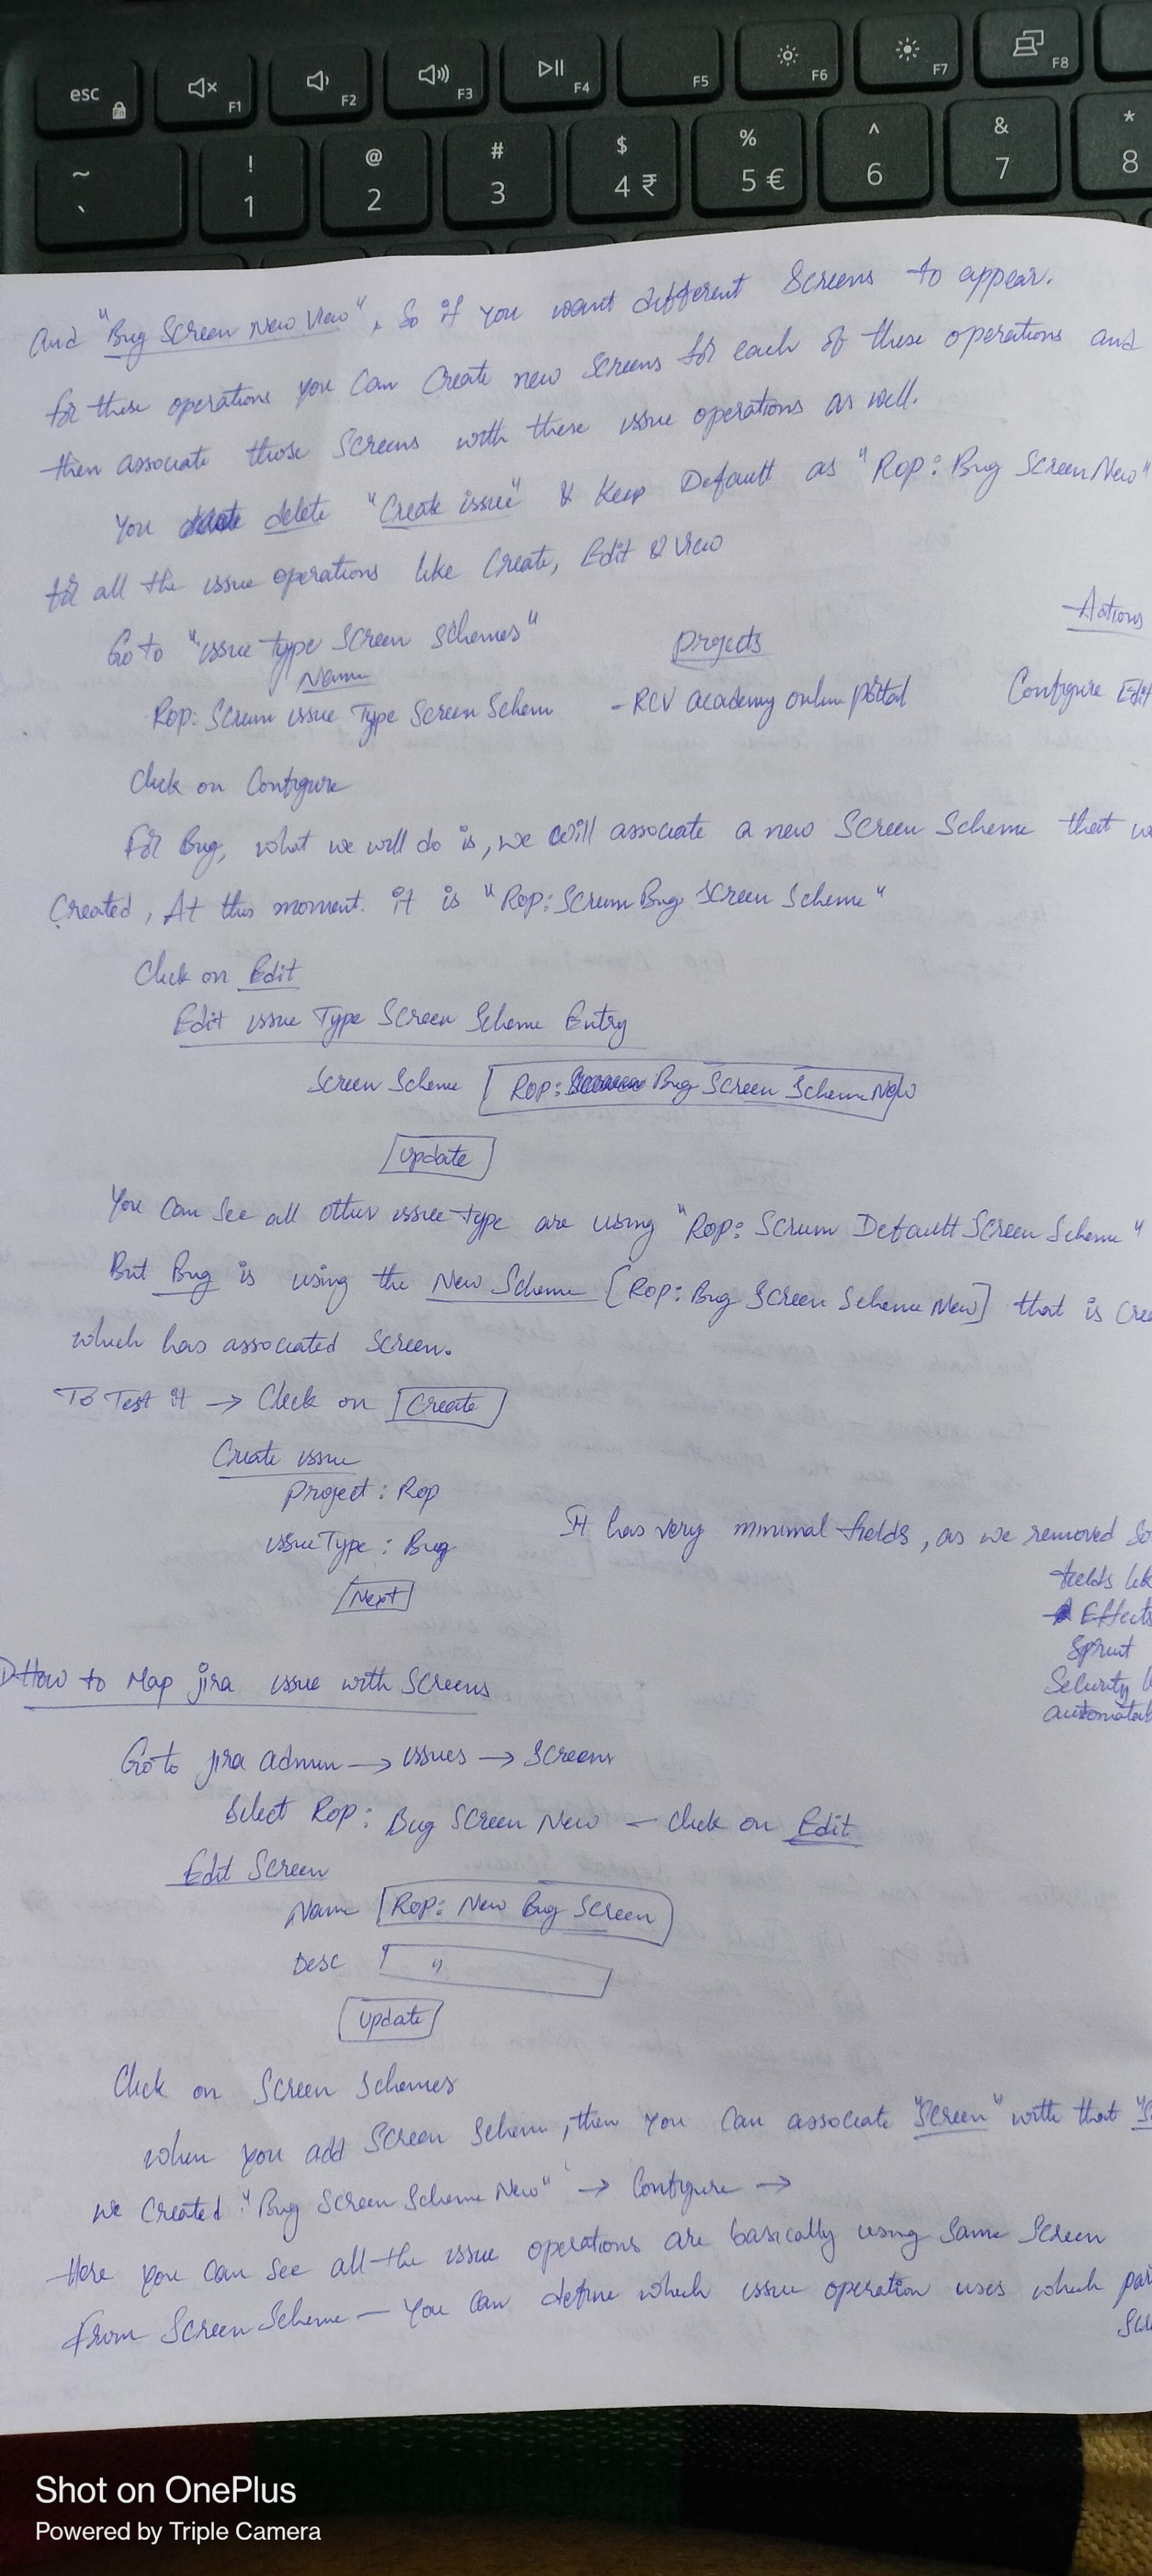 esc F1 F2 F3 F4 F5 F6 F7 F8
~ ` ! 1 @ 2 # 3 $ 4 ₹ % 5 € ^ 6 & 7 * 8
And "Bug Screen New View", So if you want different Screens to appear.
for these operations you can Create new Screens for each of these operations and
then associate those Screens with these issue operations as well.
You delete "Create issue" & Keep Default as "Rop: Bug Screen New"
for all the issue operations like Create, Edit & View
Go to "issue type Screen Schemes"
Name Projects Actions
Rop: Scrum issue Type Screen Schem - RCV academy online portal Configure Edit
Click on Configure
For Bug, what we will do is, we will associate a new Screen Scheme that
Created, At this moment. it is "Rop: Scrum Bug Screen Scheme"
Click on Edit
Edit issue Type Screen Scheme Entry
Screen Scheme Rop: Bug Screen Scheme New
Update
You Can See all other issue type are using "Rop: Scrum Default Screen Scheme"
But Bug is using the New Scheme [Rop: Bug Screen Scheme New] that is
which has associated Screen.
To Test it → Click on Create
Create issue
Project : Rop
issueType : Bug
It has very minimal fields, as we removed
Next
fields
Effects
Sprint
Security
How to Map jira issue with Screens
Go to jira admin → issues → Screens
Select Rop: Bug Screen New - Click on Edit
Edit Screen
Name Rop: New Bug Screen
Desc "
Update
Click on Screen Schemes
when you add Screen Schem, then you Can associate "Screen" with that
we Created "Bug Screen Scheme New" → Configure →
Here you Can See all the issue operations are basically using Same Screen
From Screen Scheme - You Can define which issue operation uses which
Shot on OnePlus
Powered by Triple Camera